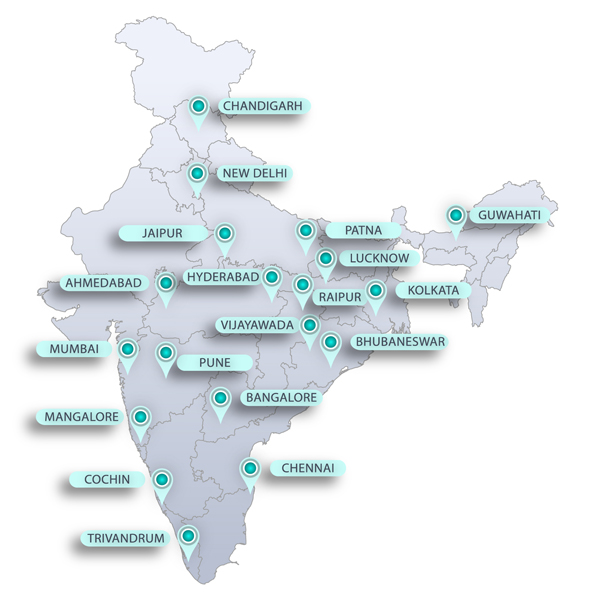 CHANDIGARH
NEW DELHI
GUWAHATI
JAIPUR
PATNA
LUCKNOW
AHMEDABAD
HYDERABAD
RAIPUR
KOLKATA
VIJAYAWADA
BHUBANESWAR
MUMBAI
PUNE
BANGALORE
MANGALORE
CHENNAI
COCHIN
TRIVANDRUM